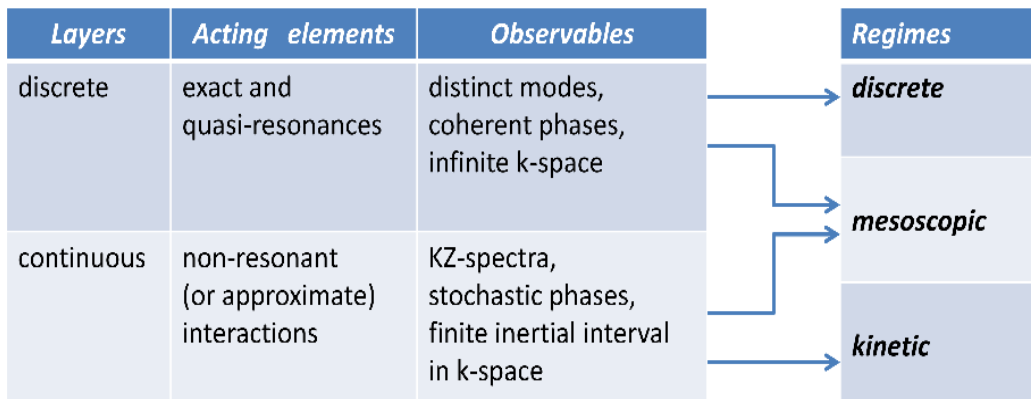 Layers Acting elements Observables Regimes
discrete
exact and
quasi-resonances
distinct modes,
coherent phases,
infinite k-space
continuous
non-resonant
(or approximate)
interactions
KZ-spectra,
stochastic phases,
finite inertial interval
in k-space
discrete
mesoscopic
kinetic